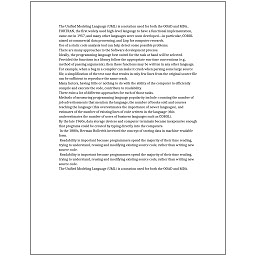 The Unified Modeling Language (UML) is a notation used for both the OOAD and MDA.
FORTRAN, the first widely used high-level language to have a functional implementation, came out in 1957, and many other languages were soon developed—in particular, COBOL aimed at commercial data processing, and Lisp for computer research.
Use of a static code analysis tool can help detect some possible problems.
There exist many approaches to the Software development process.
Ideally, the programming language best suited for the task at hand will be selected.
Provided the functions in a library follow the appropriate run-time conventions (e.g., method of passing arguments), then these functions may be written in any other language.
For example, when a bug in a compiler can make it crash when parsing some large source file, a simplification of the test case that results in only few lines from the original source file can be sufficient to reproduce the same crash.
Many factors, having little or nothing to do with the ability of the computer to efficiently compile and execute the code, contribute to readability.
There exist a lot of different approaches for each of those tasks.
Methods of measuring programming language popularity include: counting the number of job advertisements that mention the language, the number of books sold and courses teaching the language (this overestimates the importance of newer languages), and estimates of the number of existing lines of code written in the language (this underestimates the number of users of business languages such as COBOL).
By the late 1960s, data storage devices and computer terminals became inexpensive enough that programs could be created by typing directly into the computers.
In the 1880s, Herman Hollerith invented the concept of storing data in machine-readable form.
Readability is important because programmers spend the majority of their time reading, trying to understand, reusing and modifying existing source code, rather than writing new source code.
Readability is important because programmers spend the majority of their time reading, trying to understand, reusing and modifying existing source code, rather than writing new source code.
The Unified Modeling Language (UML) is a notation used for both the OOAD and MDA.